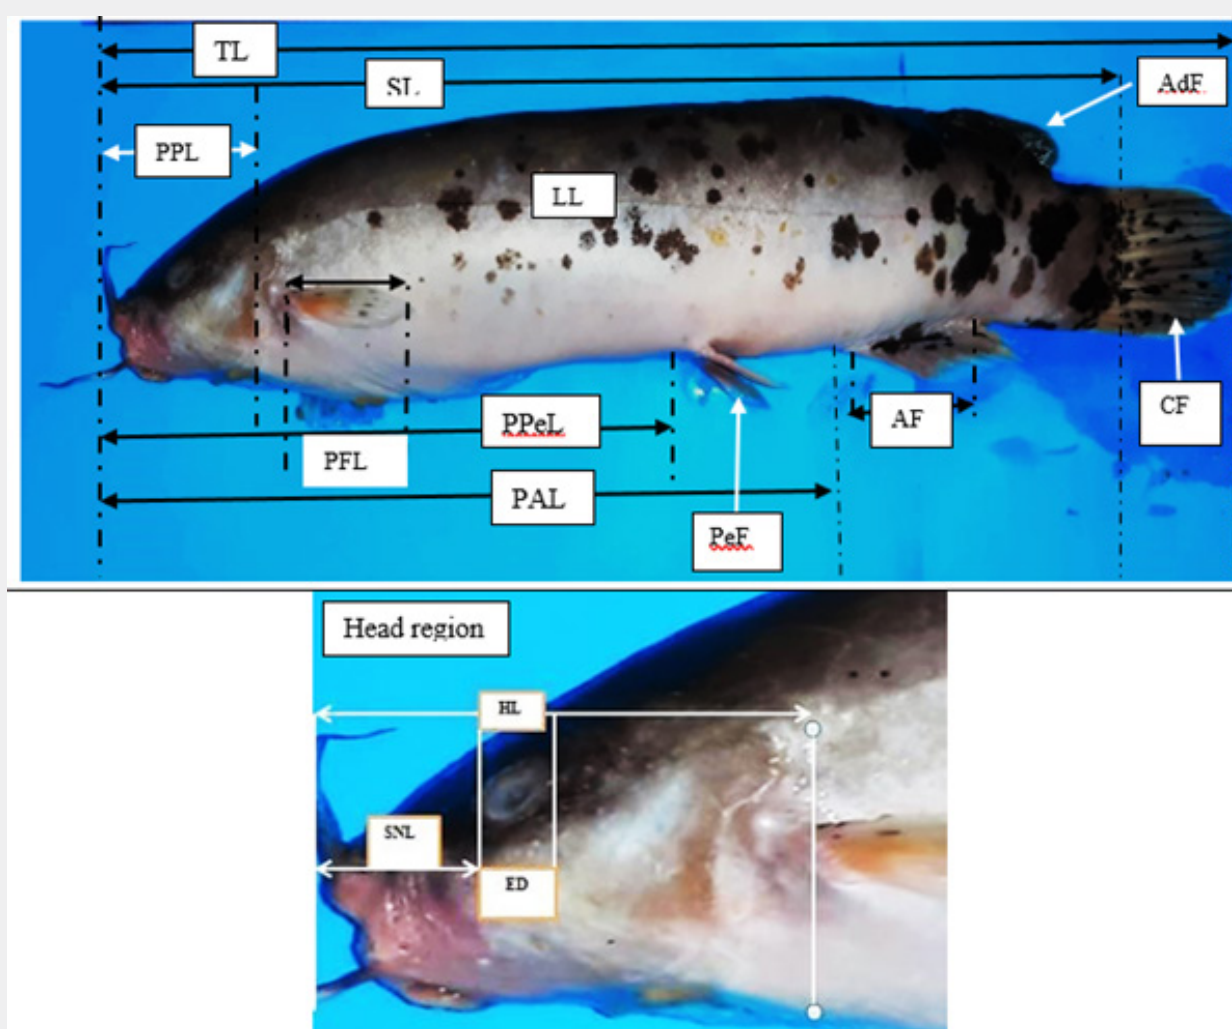 TL
SL
AdF
PPL
LL
PPeL
AF
CF
PFL
PAL
PeF
Head region
HL
SNL
ED